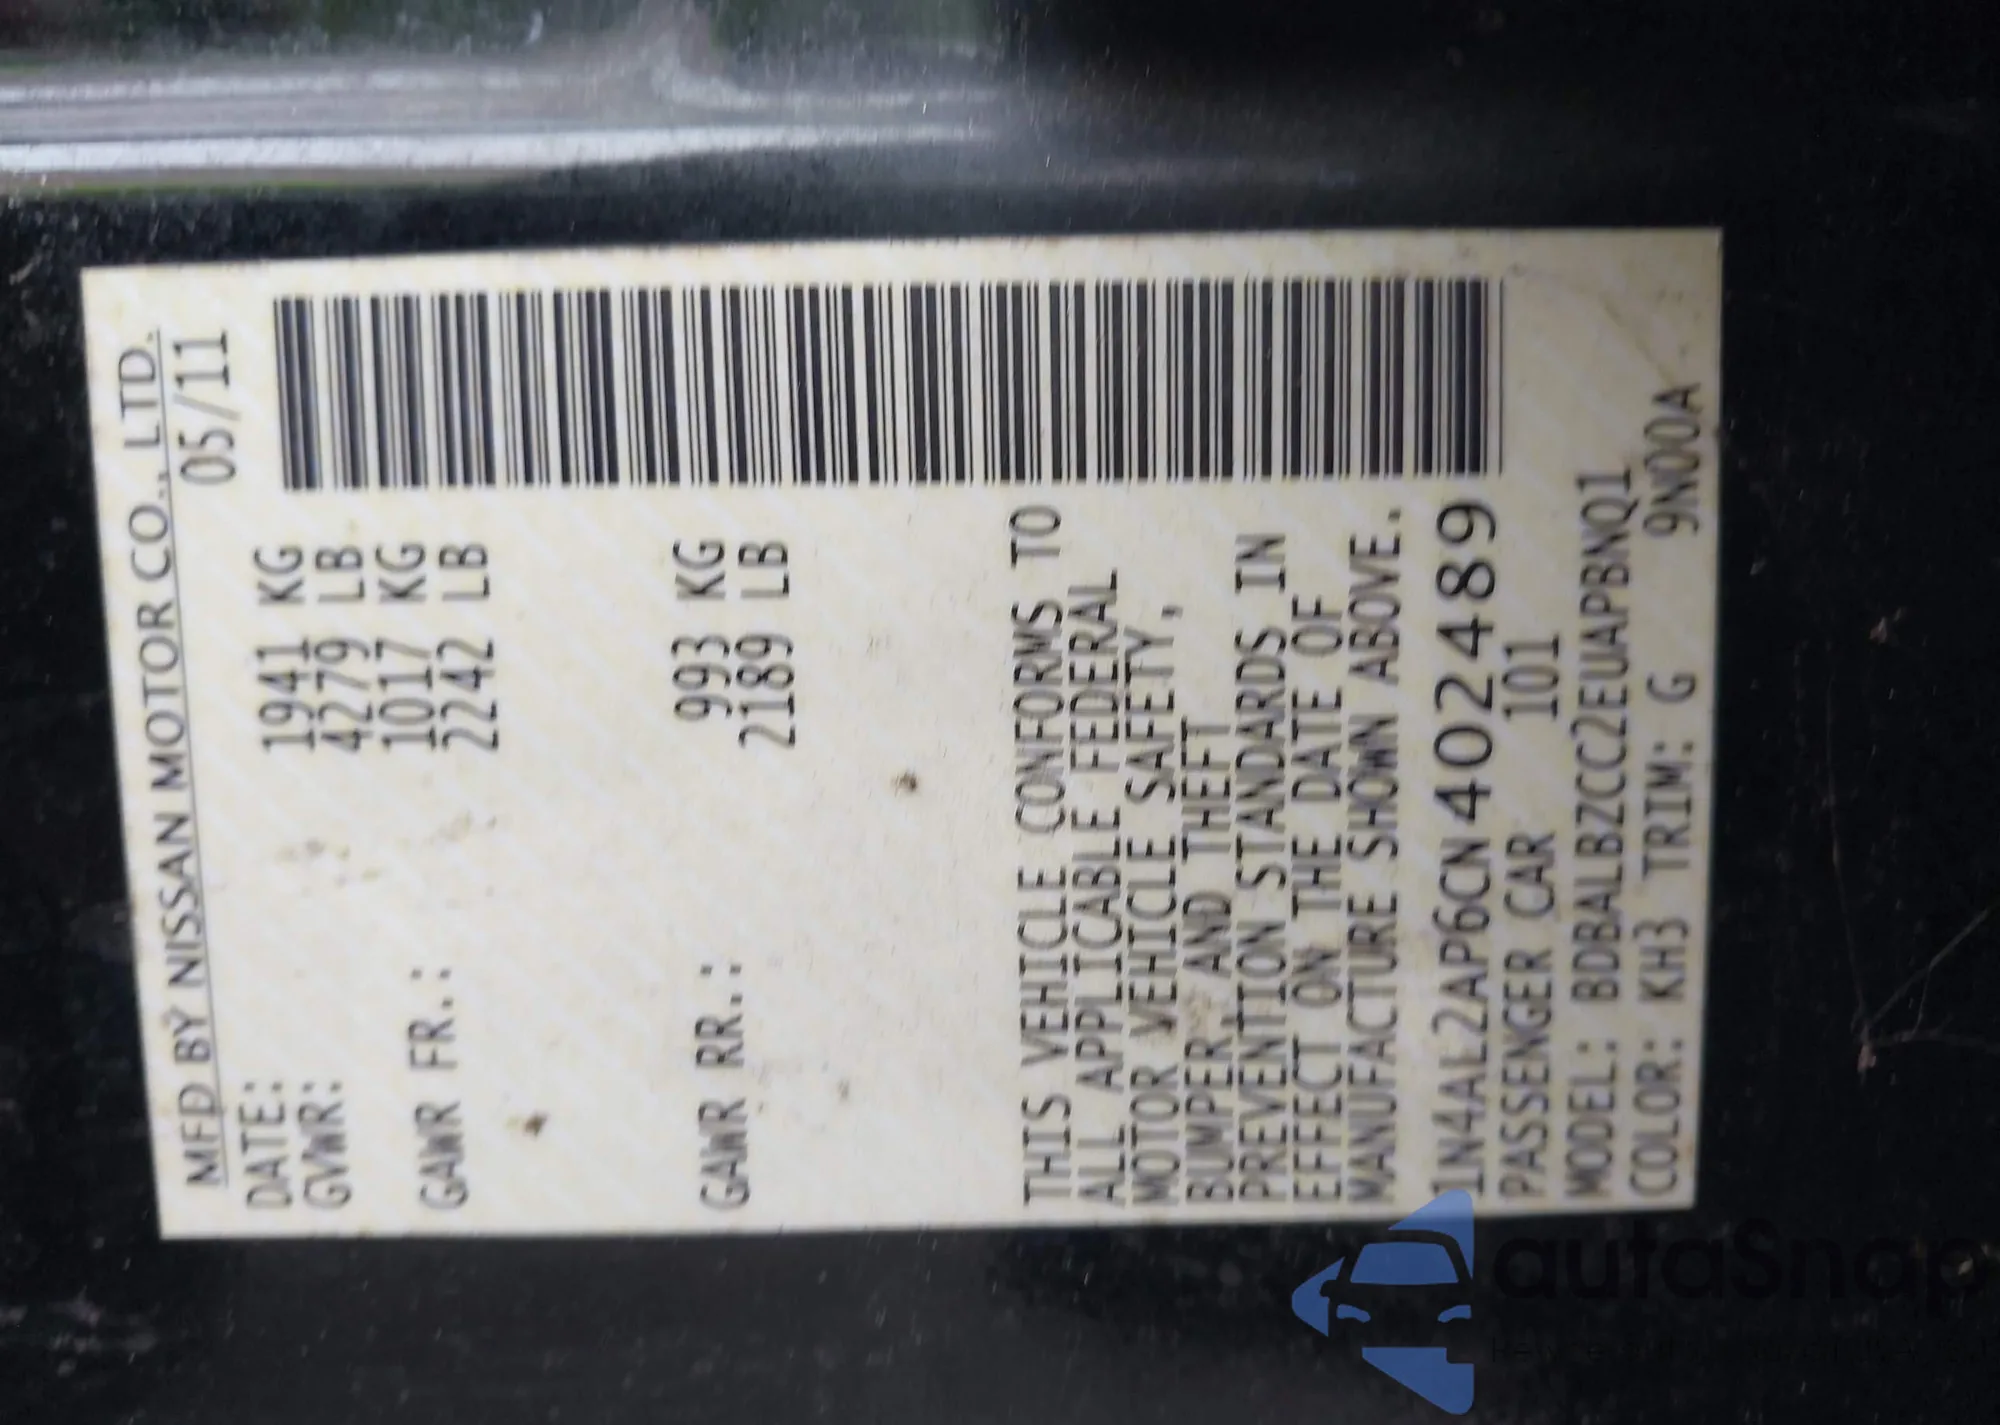 MFD BY NISSAN MOTOR CO., LTD.
DATE: 05/11
GVWR: 1941 KG
4279 LB
GAWR FR.: 1017 KG
2242 LB
GAWR RR.: 993 KG
2189 LB
THIS VEHICLE CONFORMS TO
ALL APPLICABLE FEDERAL
MOTOR VEHICLE SAFETY,
BUMPER, AND THEFT
PREVENTION STANDARDS IN
EFFECT ON THE DATE OF
MANUFACTURE SHOWN ABOVE.
1N4AL2AP6CN402489
PASSENGER CAR 101
MODEL: BDBALBZCC2EUAPBNQ1
COLOR: KH3 TRIM: G 9N00A
autaSnap